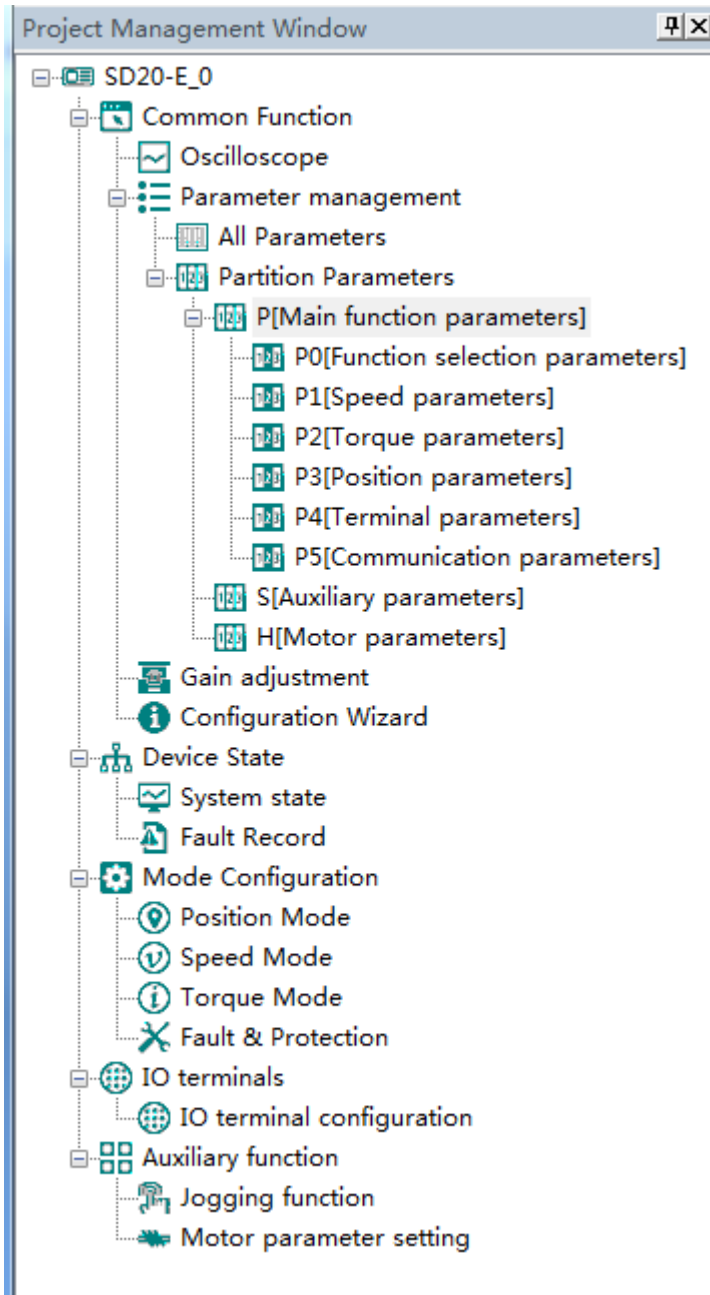 Project Management Window
SD20-E_0
Common Function
Oscilloscope
Parameter management
All Parameters
Partition Parameters
P[Main function parameters]
P0[Function selection parameters]
P1[Speed parameters]
P2[Torque parameters]
P3[Position parameters]
P4[Terminal parameters]
P5[Communication parameters]
S[Auxiliary parameters]
H[Motor parameters]
Gain adjustment
Configuration Wizard
Device State
System state
Fault Record
Mode Configuration
Position Mode
Speed Mode
Torque Mode
Fault & Protection
IO terminals
IO terminal configuration
Auxiliary function
Jogging function
Motor parameter setting